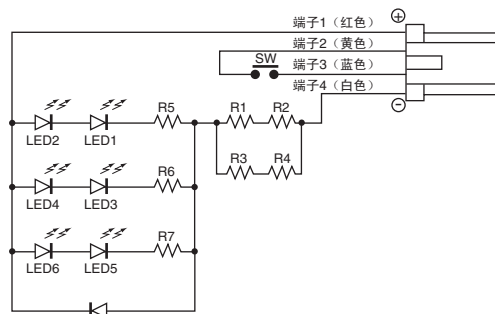 端子1（红色）
端子2（黄色）
SW
端子3（蓝色）
端子4（白色）
R5
R1
R2
LED2
LED1
R3
R4
R6
LED4
LED3
R7
LED6
LED5